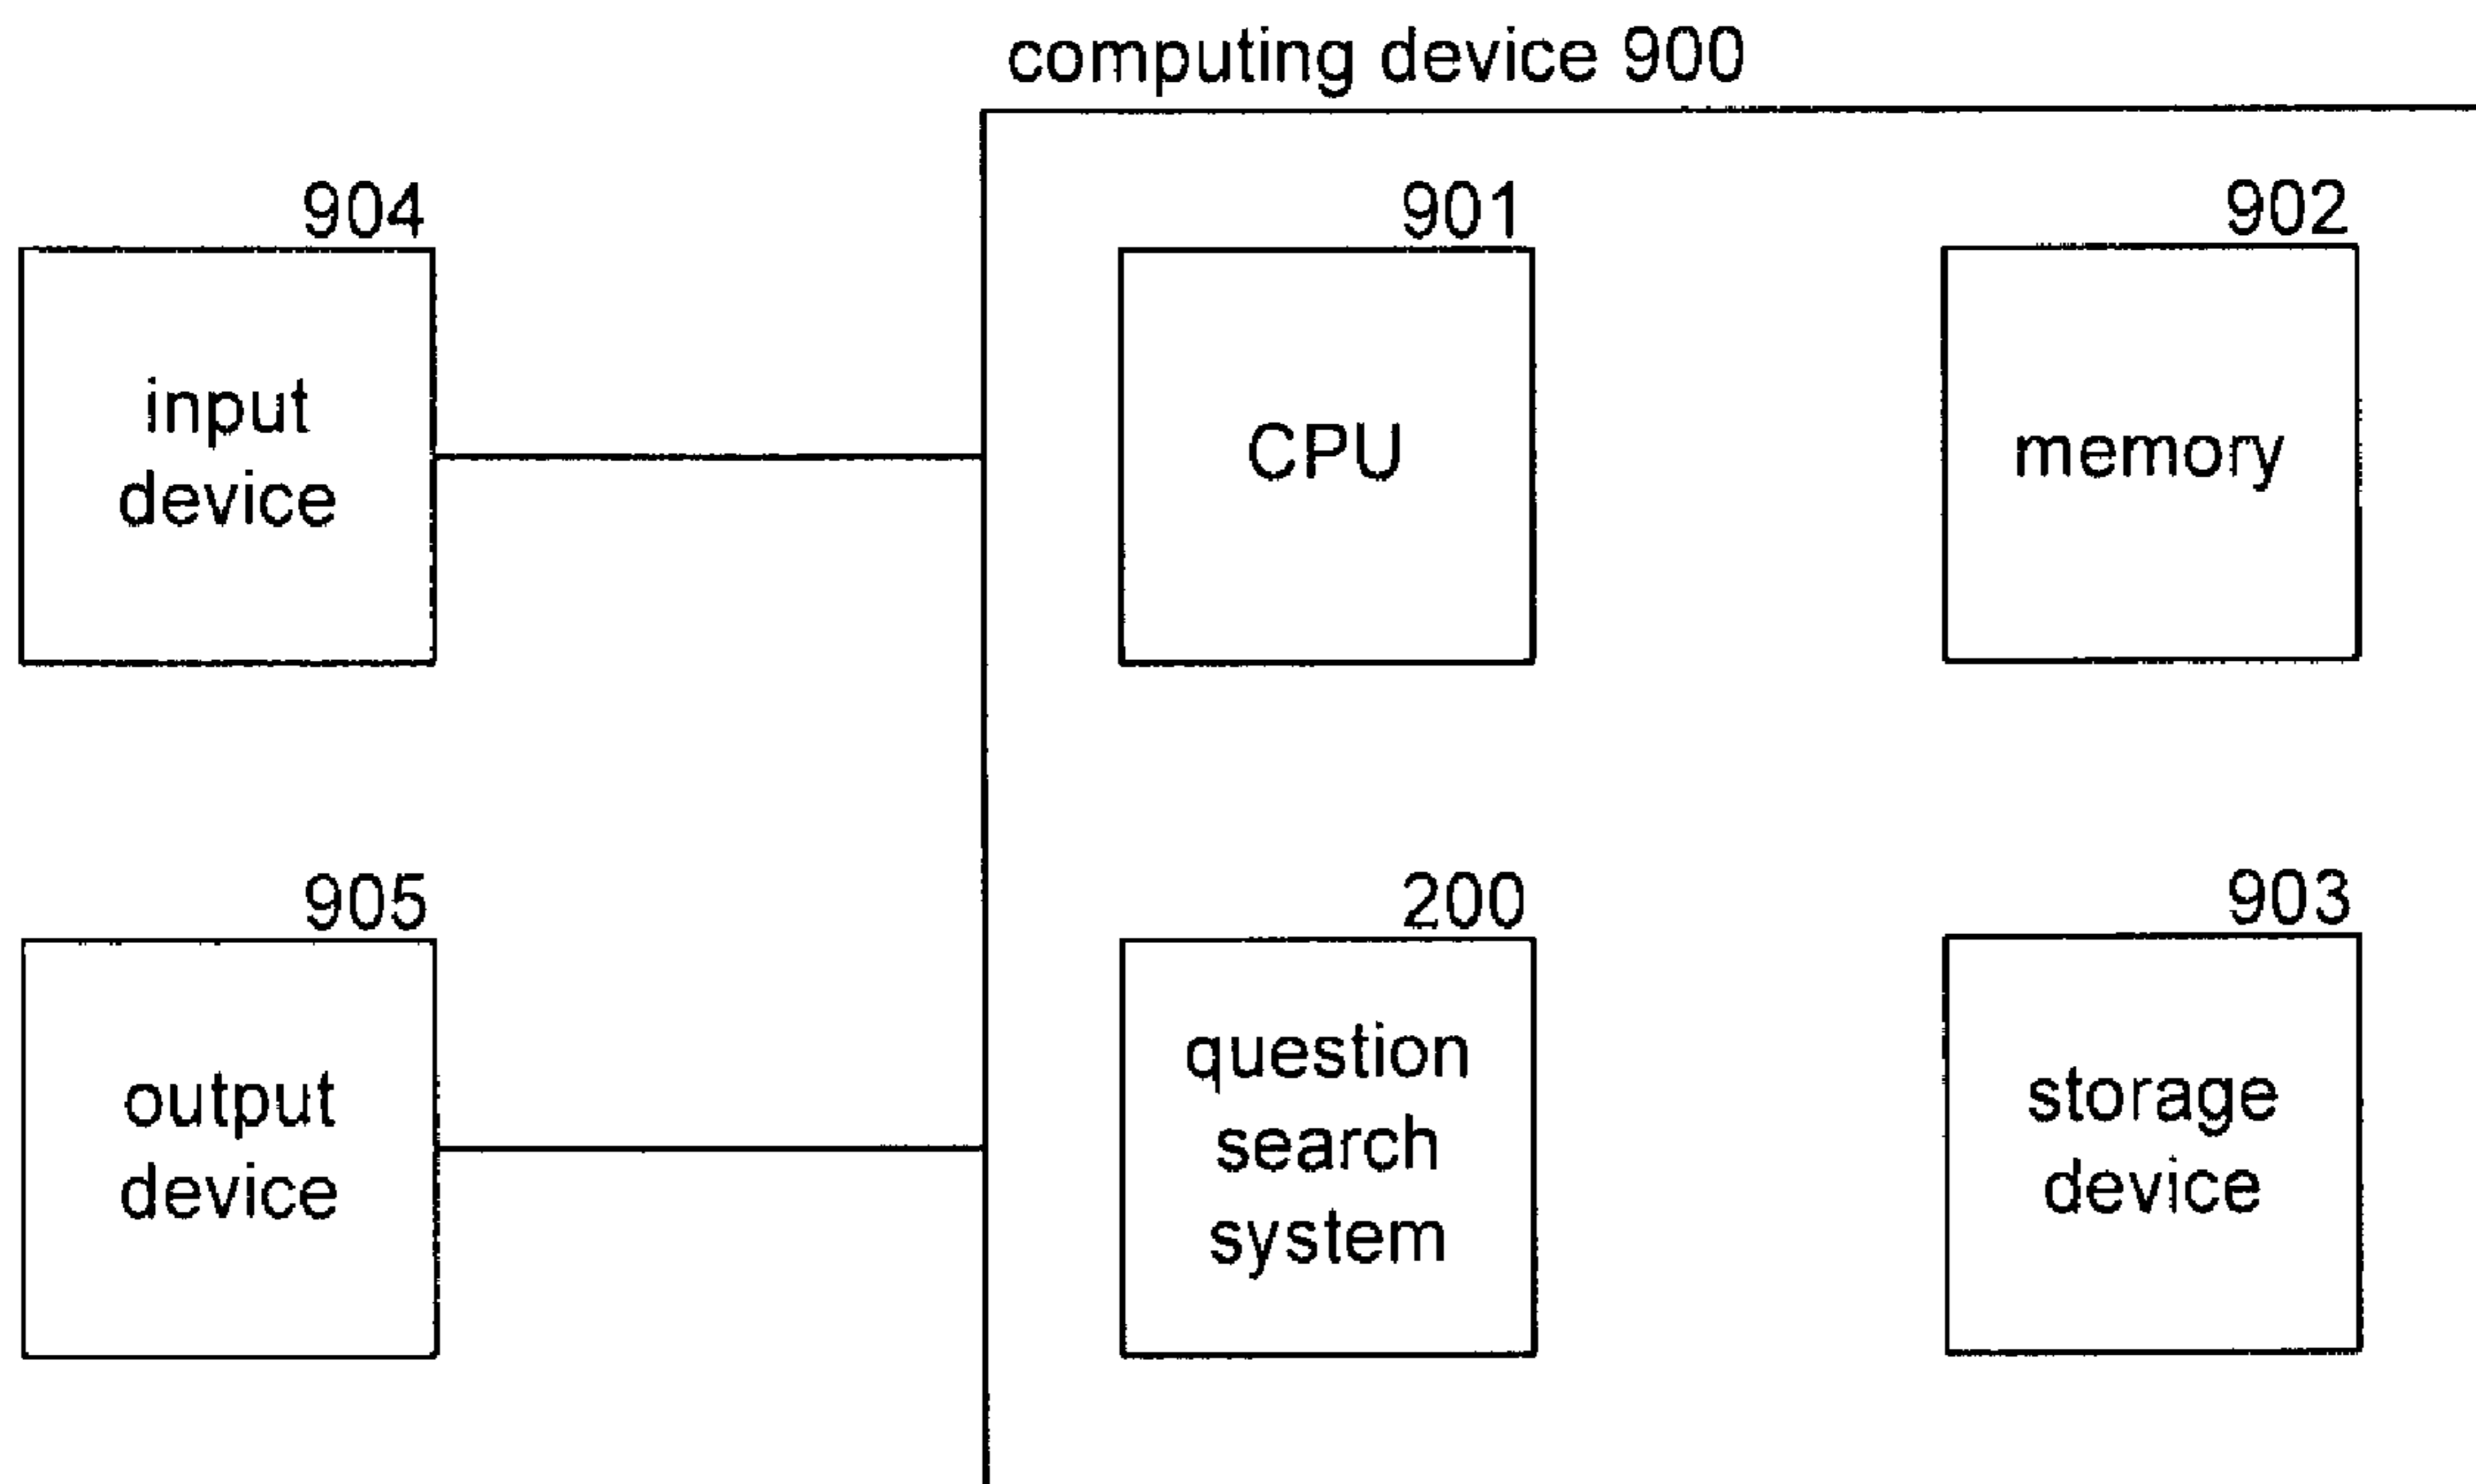 computing device 900
904
input
device
901
CPU
902
memory
905
output
device
200
question
search
system
903
storage
device